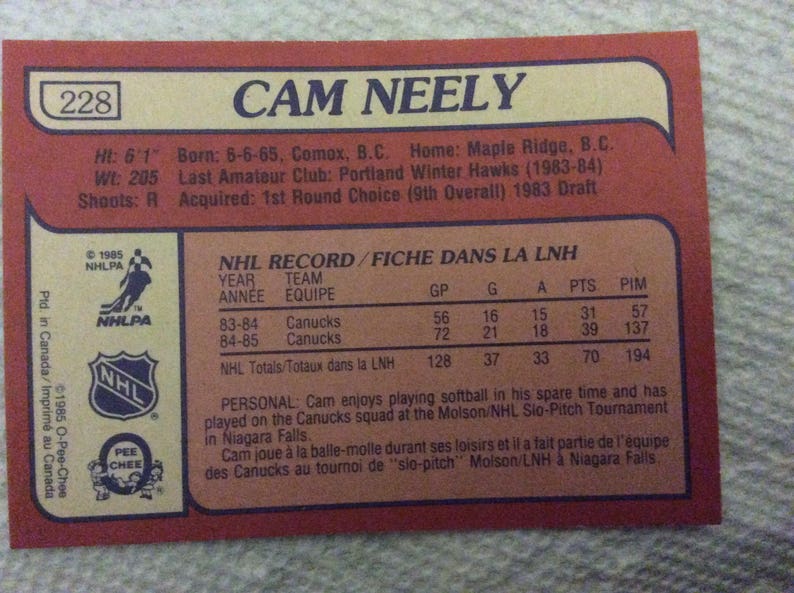 228
CAM NEELY
Ht: 6'1" Born: 6-6-65, Comox, B.C. Home: Maple Ridge, B.C.
Wt: 205 Last Amateur Club: Portland Winter Hawks (1983-84)
Shoots: R Acquired: 1st Round Choice (9th Overall) 1983 Draft
© 1985
NHLPA
TM
NHLPA
NHL
®
O
PEE
CHEE
®
Ptd. in Canada/Imprimé au Canada
©1985 O-Pee-Chee
NHL RECORD/FICHE DANS LA LNH
YEAR TEAM
ANNÉE ÉQUIPE GP G A PTS PIM
83-84 Canucks 56 16 15 31 57
84-85 Canucks 72 21 18 39 137
NHL Totals/Totaux dans la LNH 128 37 33 70 194
PERSONAL: Cam enjoys playing softball in his spare time and has
played on the Canucks squad at the Molson/NHL Slo-Pitch Tournament
in Niagara Falls.
Cam joue à la balle-molle durant ses loisirs et il a fait partie de l'équipe
des Canucks au tournoi de "slo-pitch" Molson/LNH à Niagara Falls.